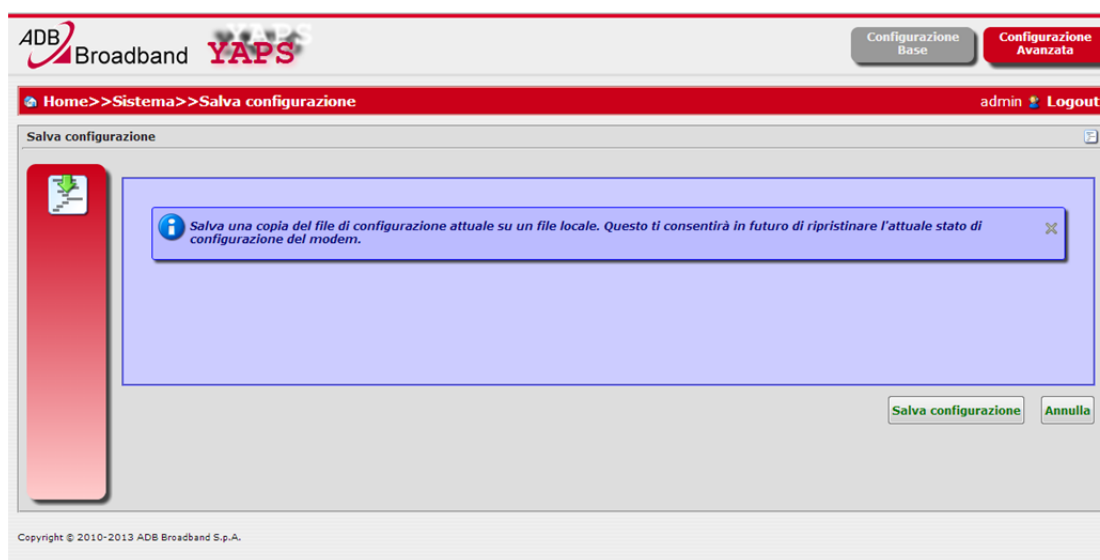 ADB
Broadband
YAPS
Configurazione
Base
Configurazione
Avanzata
Home>>Sistema>>Salva configurazione
admin Logout
Salva configurazione
Salva una copia del file di configurazione attuale su un file locale. Questo ti consentirà in futuro di ripristinare l'attuale stato di
configurazione del modem.
Salva configurazione
Annulla
Copyright © 2010-2013 ADB Broadband S.p.A.